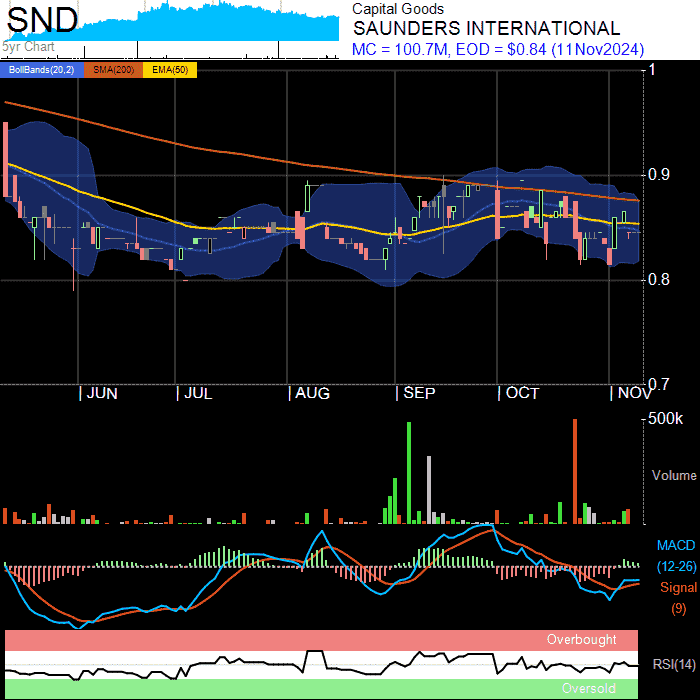 SND
5yr Chart
Capital Goods
SAUNDERS INTERNATIONAL
MC = 100.7M, EOD = $0.84 (11Nov2024)
BollBands(20,2) SMA(200) EMA(50)
1
0.9
0.8
0.7
JUN JUL AUG SEP OCT NOV
500k
Volume
MACD
(12-26)
Signal
(9)
Overbought
RSI(14)
Oversold